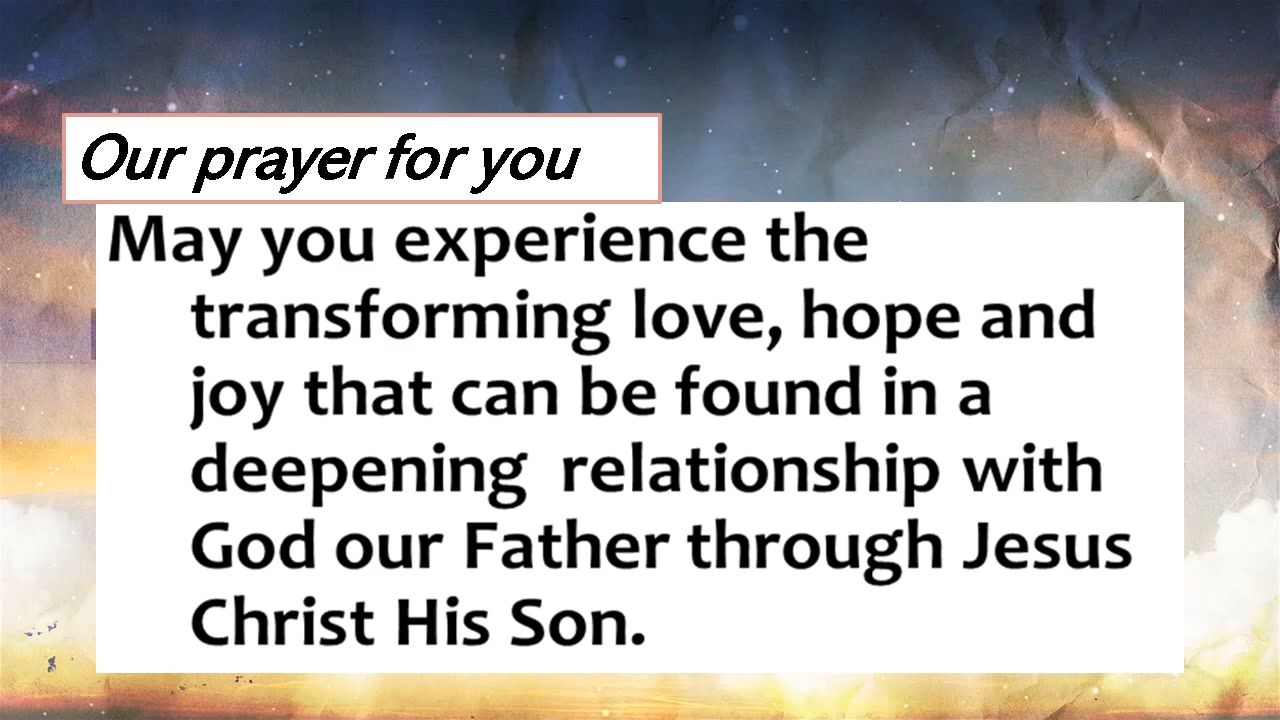 Our prayer for you
May you experience the
transforming love, hope and
joy that can be found in a
deepening  relationship with
God our Father through Jesus
Christ His Son.